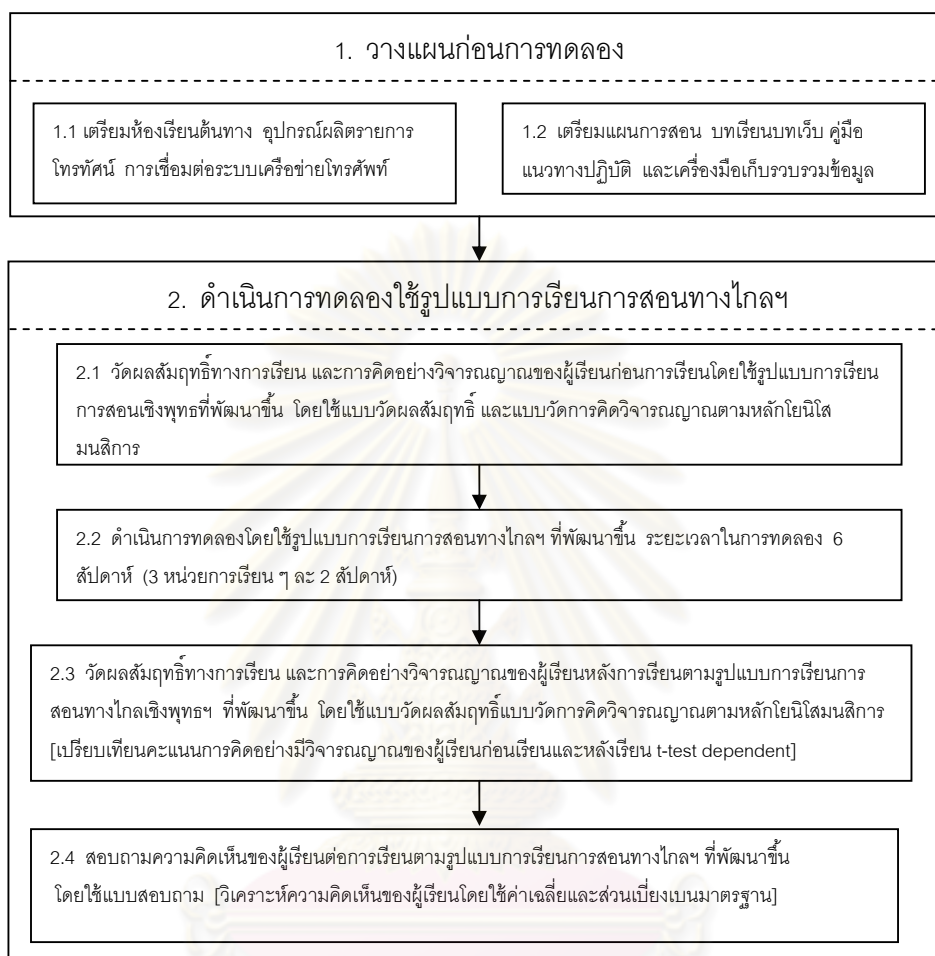 1. วางแผนก่อนการทดลอง
1.1 เตรียมห้องเรียนต้นทาง อุปกรณ์ผลิตรายการ
โทรทัศน์ การเชื่อมต่อระบบเครือข่ายโทรศัพท์
1.2 เตรียมแผนการสอน บทเรียนบทเว็บ คู่มือ
แนวทางปฏิบัติ และเครื่องมือเก็บรวบรวมข้อมูล
2. ดำเนินการทดลองใช้รูปแบบการเรียนการสอนทางไกลฯ
2.1 วัดผลสัมฤทธิ์ทางการเรียน และการคิดอย่างวิจารณญาณของผู้เรียนก่อนการเรียนโดยใช้รูปแบบการเรียน
การสอนเชิงพุทธที่พัฒนาขึ้น โดยใช้แบบวัดผลสัมฤทธิ์ และแบบวัดการคิดวิจารณญาณตามหลักโยนิโส
มนสิการ
2.2 ดำเนินการทดลองโดยใช้รูปแบบการเรียนการสอนทางไกลฯ ที่พัฒนาขึ้น ระยะเวลาในการทดลอง 6
สัปดาห์ (3 หน่วยการเรียน ๆ ละ 2 สัปดาห์)
2.3 วัดผลสัมฤทธิ์ทางการเรียน และการคิดอย่างวิจารณญาณของผู้เรียนหลังการเรียนตามรูปแบบการเรียนการ
สอนทางไกลเชิงพุทธฯ ที่พัฒนาขึ้น โดยใช้แบบวัดผลสัมฤทธิ์แบบวัดการคิดวิจารณญาณตามหลักโยนิโสมนสิการ
[เปรียบเทียบคะแนนการคิดอย่างมีวิจารณญาณของผู้เรียนก่อนเรียนและหลังเรียน t-test dependent]
2.4 สอบถามความคิดเห็นของผู้เรียนต่อการเรียนตามรูปแบบการเรียนการสอนทางไกลฯ ที่พัฒนาขึ้น
โดยใช้แบบสอบถาม [วิเคราะห์ความคิดเห็นของผู้เรียนโดยใช้ค่าเฉลี่ยและส่วนเบี่ยงเบนมาตรฐาน]